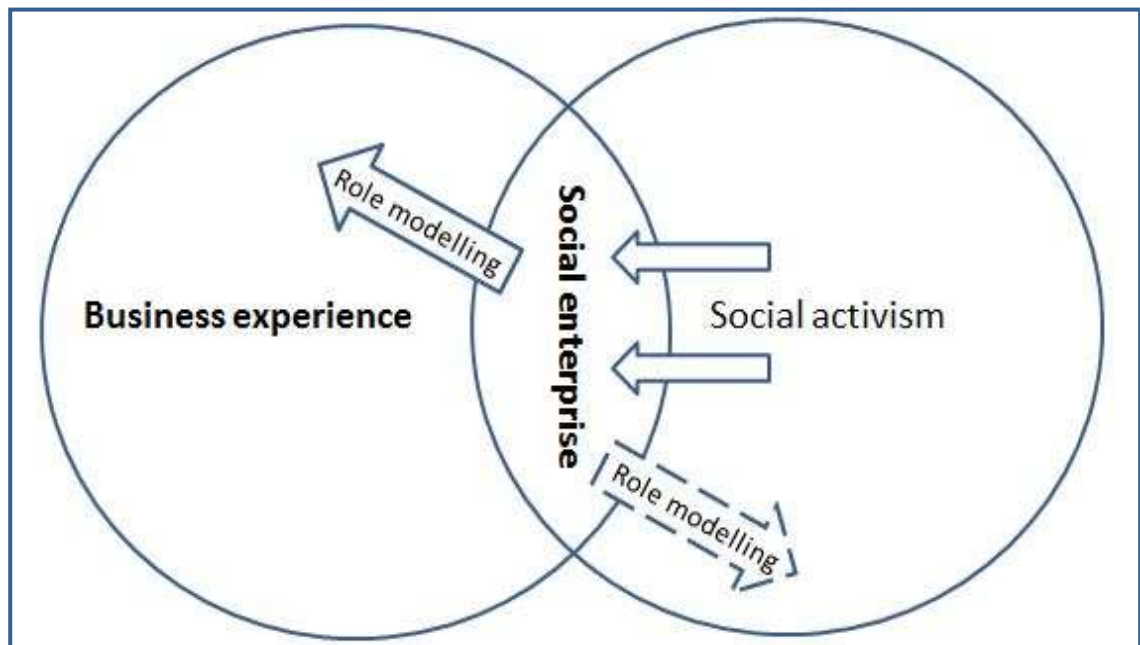 Role modelling
Business experience
Social enterprise
Social activism
Role modelling